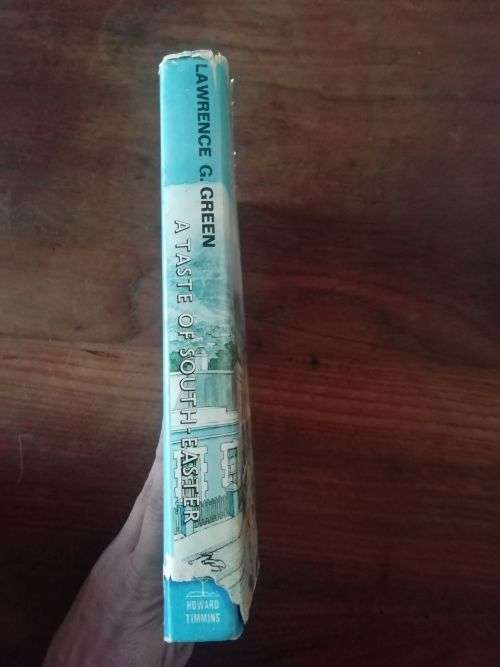 LAWRENCE G. GREEN
A TASTE OF SOUTH-EASTER
HOWARD
TIMMINS